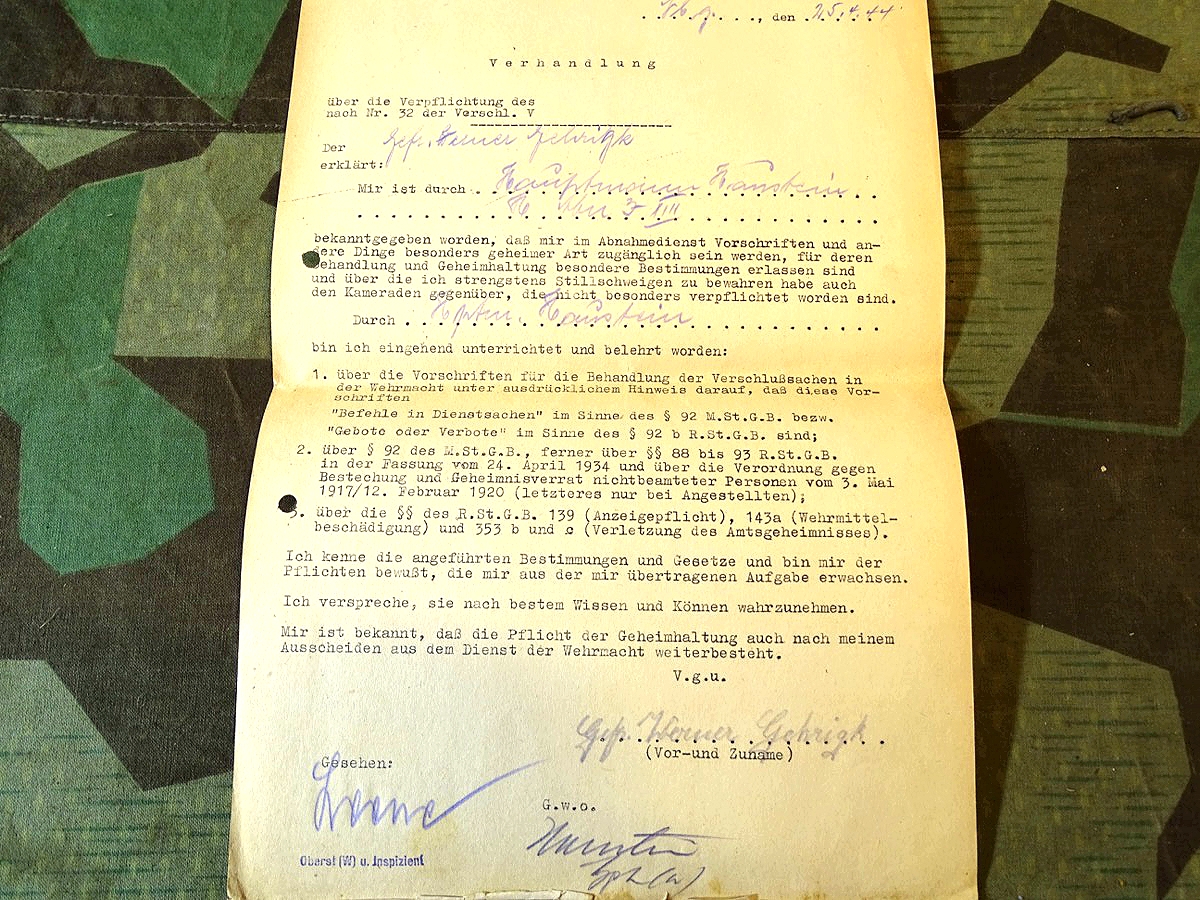 . . . . . . . ., den 25.4.44
Verhandlung
über die Verpflichtung des
nach Nr. 32 der Verschl. V
Der Gefr. Werner Gehrigk
erklärt:
Mir ist durch . Hauptmann Haustein . .
bekanntgegeben worden, daß mir im Abnahmedienst Vorschriften und an-
dere Dinge besonders geheimer Art zugänglich sein werden, für deren
Behandlung und Geheimhaltung besondere Bestimmungen erlassen sind
und über die ich strengstens Stillschweigen zu bewahren habe auch
den Kameraden gegenüber, die nicht besonders verpflichtet worden sind.
Durch . . Hptm. Haustein . . . . . . . . . .
bin ich eingehend unterrichtet und belehrt worden:
1. über die Vorschriften für die Behandlung der Verschlußsachen in
der Wehrmacht unter ausdrücklichem Hinweis darauf, daß diese Vor-
schriften
"Befehle in Dienstsachen" im Sinne des § 92 M.St.G.B. bezw.
"Gebote oder Verbote" im Sinne des § 92 b R.St.G.B. sind;
2. über § 92 des M.St.G.B., ferner über §§ 88 bis 93 R.St.G.B.
in der Fassung vom 24. April 1934 und über die Verordnung gegen
Bestechung und Geheimnisverrat nichtbeamteter Personen vom 3. Mai
1917/12. Februar 1920 (letzteres nur bei Angestellten);
3. über die §§ des R.St.G.B. 139 (Anzeigepflicht), 143a (Wehrmittel-
beschädigung) und 353 b und c (Verletzung des Amtsgeheimnisses).
Ich kenne die angeführten Bestimmungen und Gesetze und bin mir der
Pflichten bewußt, die mir aus der mir übertragenen Aufgabe erwachsen.
Ich verspreche, sie nach bestem Wissen und Können wahrzunehmen.
Mir ist bekannt, daß die Pflicht der Geheimhaltung auch nach meinem
Ausscheiden aus dem Dienst der Wehrmacht weiterbesteht.
V.g.u.
Gefr. Werner Gehrigk
(Vor-und Zuname)
Gesehen:
G.w.o.
Oberst (W) u. Inspizient